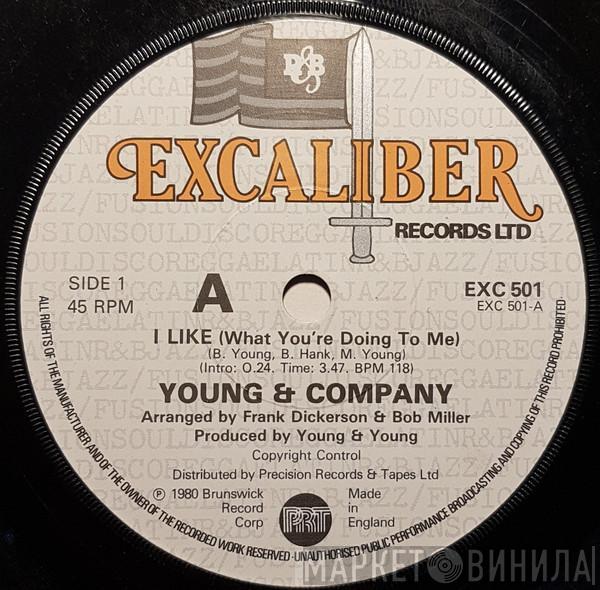 R&B
EXCALIBER
RECORDS LTD
SIDE 1
45 RPM
A
EXC 501
EXC 501-A
I LIKE (What You're Doing To Me)
(B. Young, B. Hank, M. Young)
(Intro: O.24. Time: 3.47. BPM 118)
YOUNG & COMPANY
Arranged by Frank Dickerson & Bob Miller
Produced by Young & Young
Copyright Control
Distributed by Precision Records & Tapes Ltd
℗ 1980 Brunswick
Record
Corp
PRT
Made
in
England
ALL RIGHTS OF THE MANUFACTURER AND OF THE OWNER OF THE RECORDED WORK RESERVED · UNAUTHORISED PUBLIC PERFORMANCE BROADCASTING AND COPYING OF THIS RECORD PROHIBITED
МАРКЕТ ВИНИЛА